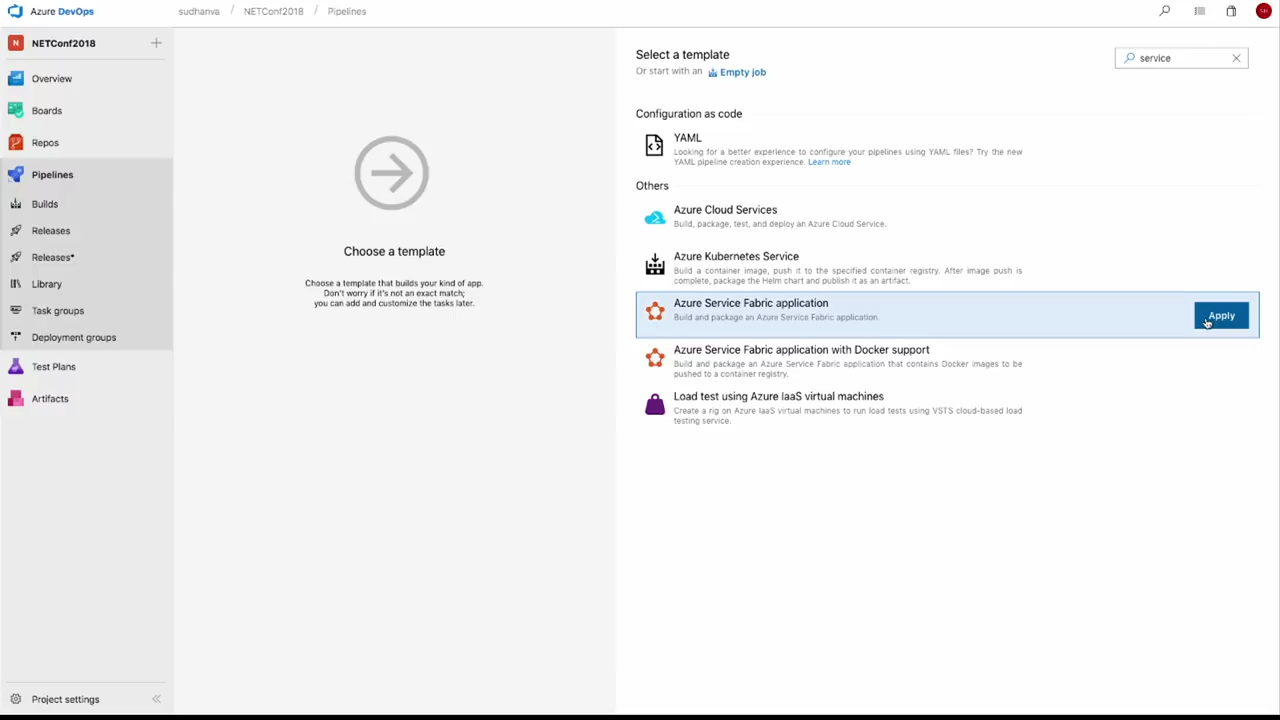 Azure DevOps
sudhanva / NETConf2018 / Pipelines
SH
N NETConf2018
Overview
Boards
Repos
Pipelines
Builds
Releases
Releases*
Library
Task groups
Deployment groups
Test Plans
Artifacts
Project settings
Choose a template
Choose a template that builds your kind of app.
Don't worry if it's not an exact match;
you can add and customize the tasks later.
Select a template
Or start with an Empty job
service
Configuration as code
YAML
Looking for a better experience to configure your pipelines using YAML files? Try the new
YAML pipeline creation experience. Learn more
Others
Azure Cloud Services
Build, package, test, and deploy an Azure Cloud Service.
Azure Kubernetes Service
Build a container image, push it to the specified container registry. After image push is
complete, package the Helm chart and publish it as an artifact.
Azure Service Fabric application
Build and package an Azure Service Fabric application.
Apply
Azure Service Fabric application with Docker support
Build and package an Azure Service Fabric application that contains Docker images to be
pushed to a container registry.
Load test using Azure IaaS virtual machines
Create a rig on Azure IaaS virtual machines to run load tests using VSTS cloud-based load
testing service.